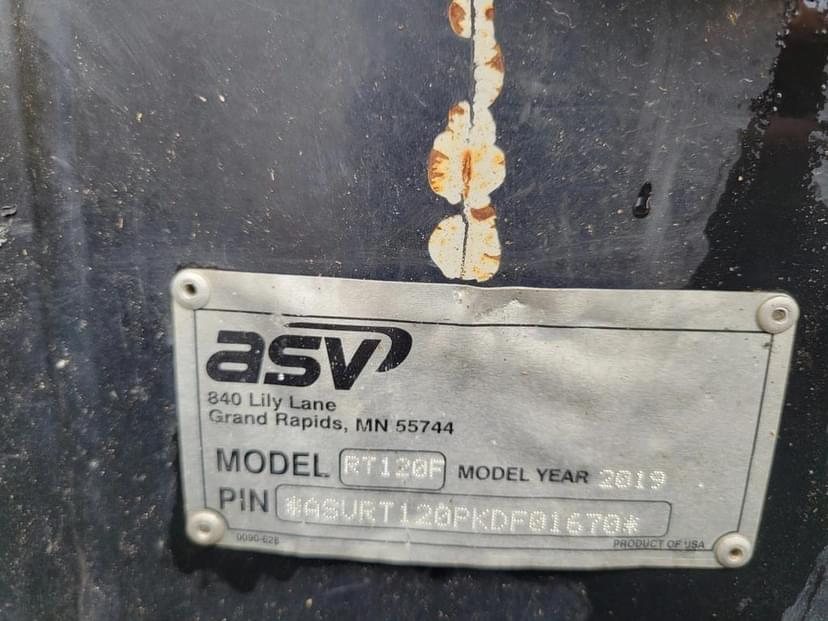 asv
840 Lily Lane
Grand Rapids, MN 55744
MODEL RT120F MODEL YEAR 2019
PIN *ASVRT120PKDF01670*
0090-628 PRODUCT OF USA